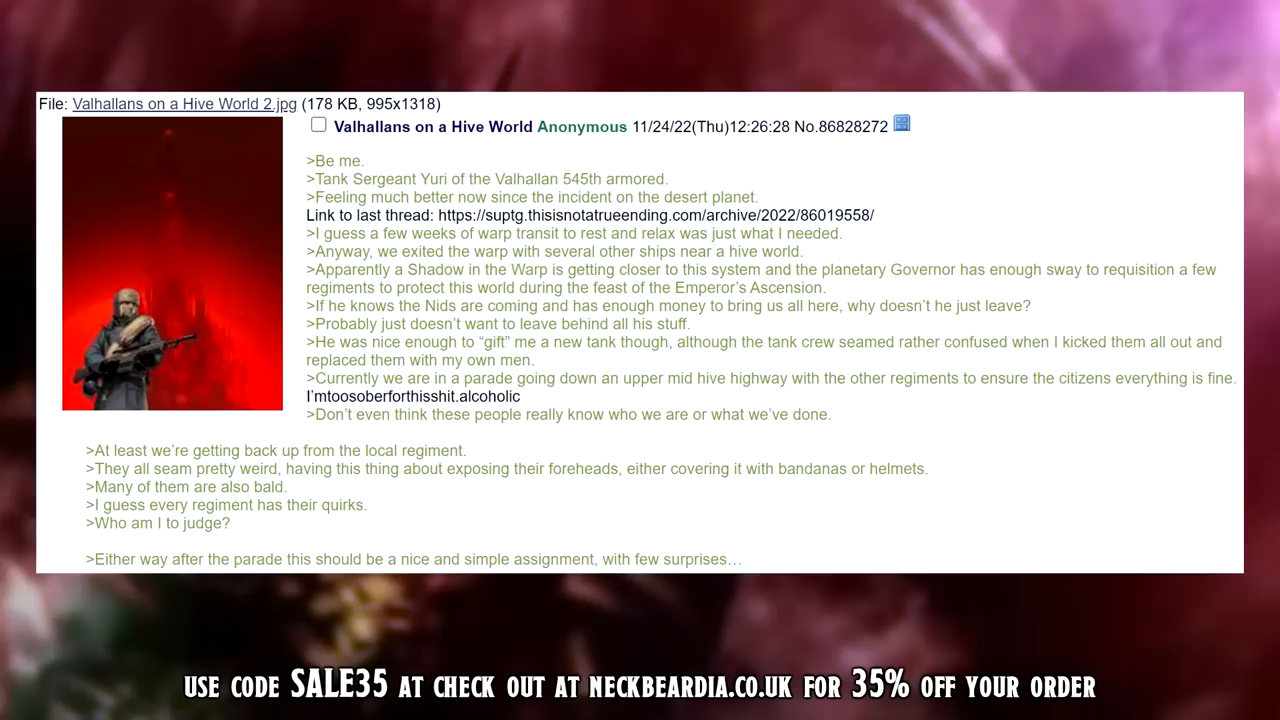 File: Valhallans on a Hive World 2.jpg (178 KB, 995x1318)
Valhallans on a Hive World Anonymous 11/24/22(Thu)12:26:28 No.86828272
>Be me.
>Tank Sergeant Yuri of the Valhallan 545th armored.
>Feeling much better now since the incident on the desert planet.
Link to last thread: https://suptg.thisisnotatrueending.com/archive/2022/86019558/
>I guess a few weeks of warp transit to rest and relax was just what I needed.
>Anyway, we exited the warp with several other ships near a hive world.
>Apparently a Shadow in the Warp is getting closer to this system and the planetary Governor has enough sway to requisition a few
regiments to protect this world during the feast of the Emperor's Ascension.
>If he knows the Nids are coming and has enough money to bring us all here, why doesn't he just leave?
>Probably just doesn't want to leave behind all his stuff.
>He was nice enough to “gift” me a new tank though, although the tank crew seamed rather confused when I kicked them all out and
replaced them with my own men.
>Currently we are in a parade going down an upper mid hive highway with the other regiments to ensure the citizens everything is fine.
I'mtoosoberforthisshit.alcoholic
>Don't even think these people really know who we are or what we've done.
>At least we're getting back up from the local regiment.
>They all seam pretty weird, having this thing about exposing their foreheads, either covering it with bandanas or helmets.
>Many of them are also bald.
>I guess every regiment has their quirks.
>Who am I to judge?
>Either way after the parade this should be a nice and simple assignment, with few surprises…
USE CODE SALE35 AT CHECK OUT AT NECKBEARDIA.CO.UK FOR 35% OFF YOUR ORDER